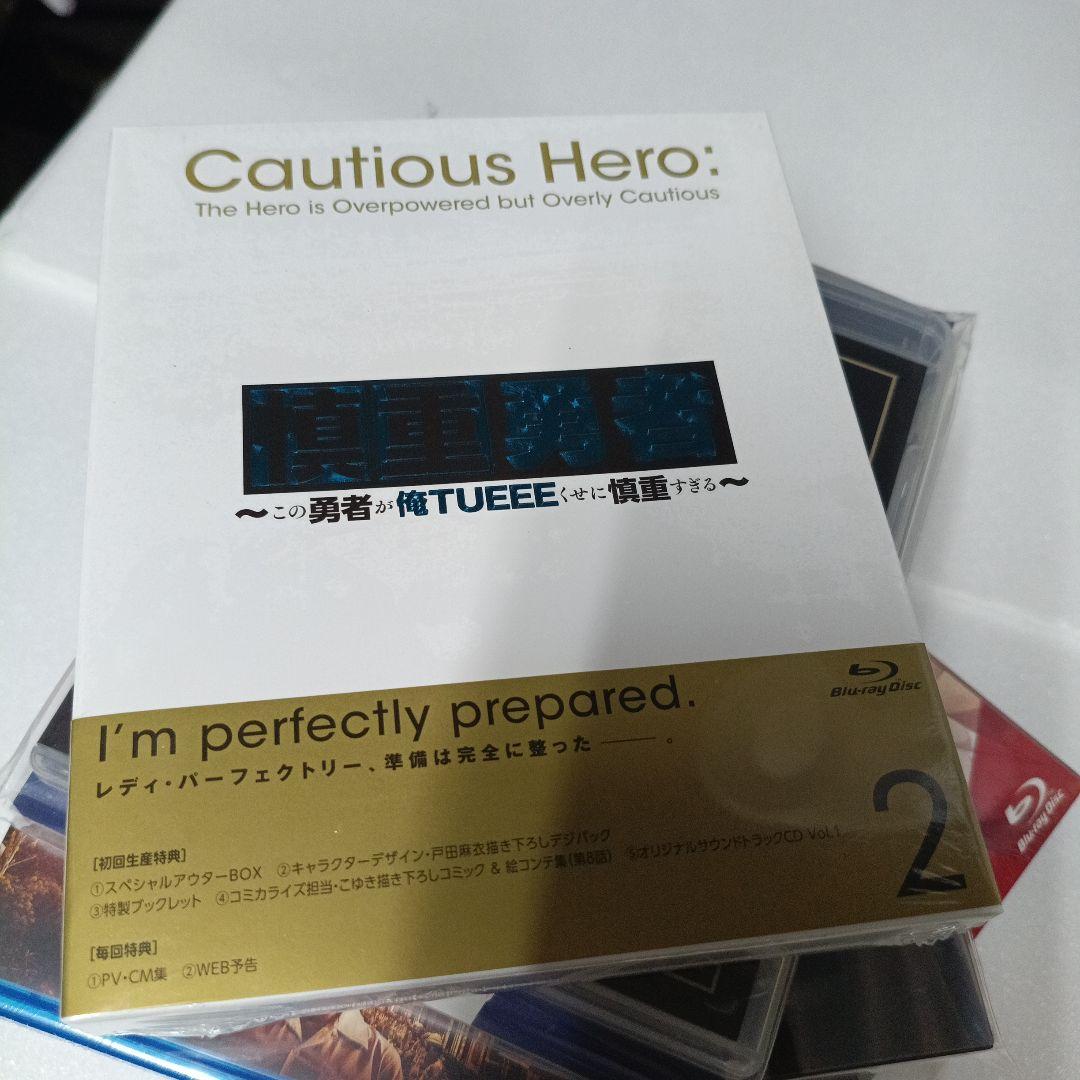 Cautious Hero:
The Hero is Overpowered but Overly Cautious
慎重勇者
～この勇者が俺TUEEEくせに慎重すぎる～
Blu-ray Disc
I'm perfectly prepared.
レディ・パーフェクトリー、準備は完全に整った――。
2
[初回生産特典]
①スペシャルアウターBOX ②キャラクターデザイン・戸田麻衣描き下ろしデジパック
③特製ブックレット ④コミカライズ担当・こゆき描き下ろしコミック & 絵コンテ集(第8話) ⑤オリジナルサウンドトラックCD Vol.1
[毎回特典]
①PV・CM集 ②WEB予告
Blu-ray Disc